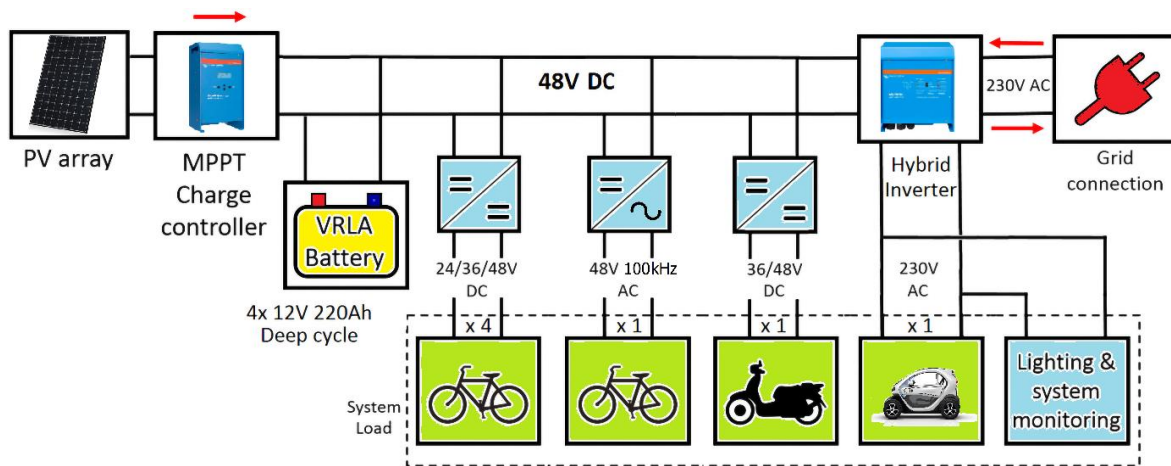 48V DC
230V AC
PV array
MPPT
Charge
controller
Hybrid
Inverter
Grid
connection
VRLA
Battery
4x 12V 220Ah
Deep cycle
24/36/48V
DC
48V 100kHz
AC
36/48V
DC
230V
AC
x 4
x 1
x 1
x 1
System
Load
Lighting &
system
monitoring